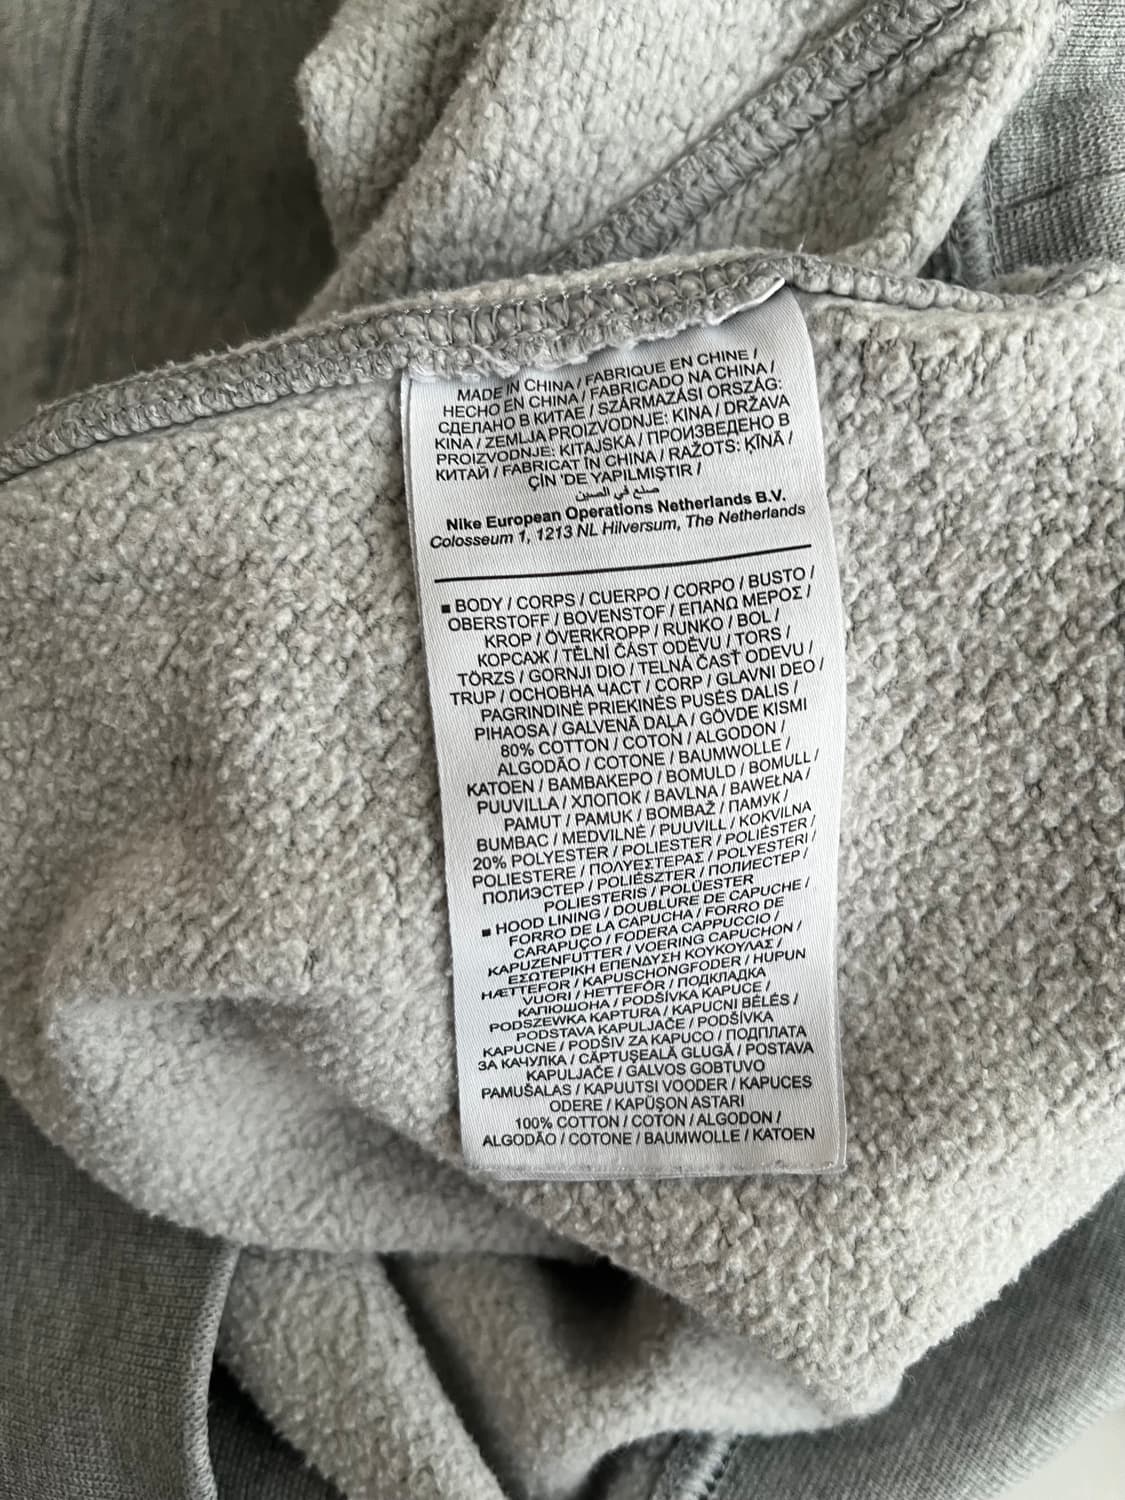 MADE IN CHINA / FABRIQUE EN CHINE /
HECHO EN CHINA / FABRICADO NA CHINA /
СДЕЛАНО В КИТАЕ / SZÁRMAZÁSI ORSZÁG:
KINA / ZEMLJA PROIZVODNJE: KINA / DRŽAVA
PROIZVODNJE: KITAJSKA / ПРОИЗВЕДЕНО В
КИТАЙ / FABRICAT ÎN CHINA / RAŽOTS: ĶĪNĀ /
ÇİN 'DE YAPILMIŞTIR /
صنع في الصين
Nike European Operations Netherlands B.V.
Colosseum 1, 1213 NL Hilversum, The Netherlands
■ BODY / CORPS / CUERPO / CORPO / BUSTO /
OBERSTOFF / BOVENSTOF / ΕΠΑΝΩ ΜΕΡΟΣ /
KROP / ÖVERKROPP / RUNKO / BOL /
КОРСАЖ / TĚLNÍ ČÁST ODĚVU / TORS /
TÖRZS / GORNJI DIO / TELNÁ ČASŤ ODEVU /
TRUP / ОСНОВНА ЧАСТ / CORP / GLAVNI DEO /
PAGRINDINĖ PRIEKINĖS PUSĖS DALIS /
PIHAOSA / GALVENĀ DALA / GÖVDE KISMI
80% COTTON / COTON / ALGODON /
ALGODÃO / COTONE / BAUMWOLLE /
KATOEN / ΒΑΜΒΑΚΕΡΟ / BOMULD / BOMULL /
PUUVILLA / ХЛОПОК / BAVLNA / BAWEŁNA /
PAMUT / PAMUK / BOMBAŽ / ПАМУК /
BUMBAC / MEDVILNĖ / PUUVILL / KOKVILNA
20% POLYESTER / POLIESTER / POLIÉSTER /
POLIESTERE / ΠΟΛΥΕΣΤΕΡΑΣ / POLYESTERI /
ПОЛИЭСТЕР / POLIÉSZTER / ПОЛИЕСТЕР /
POLIESTERIS / POLÜESTER
■ HOOD LINING / DOUBLURE DE CAPUCHE /
FORRO DE LA CAPUCHA / FORRO DE
CARAPUÇO / FODERA CAPPUCCIO /
KAPUZENFUTTER / VOERING CAPUCHON /
ΕΣΩΤΕΡΙΚΗ ΕΠΕΝΔΥΣΗ ΚΟΥΚΟΥΛΑΣ /
HÆTTEFOR / KAPUSCHONGFODER / HUPUN
VUORI / HETTEFÔR / ПОДКЛАДКА
КАПЮШОНА / PODŠÍVKA KAPUCE /
PODSZEWKA KAPTURA / KAPUCNI BÉLÉS /
PODSTAVA KAPULJAČE / PODŠÍVKA
KAPUCNE / PODŠIV ZA KAPUCO / ПОДПЛАТА
ЗА КАЧУЛКА / CĂPTUŞEALĂ GLUGĂ / POSTAVA
KAPULJAČE / GALVOS GOBTUVO
PAMUŠALAS / KAPUUTSI VOODER / KAPUCES
ODERE / KAPÜŞON ASTARI
100% COTTON / COTON / ALGODON /
ALGODÃO / COTONE / BAUMWOLLE / KATOEN